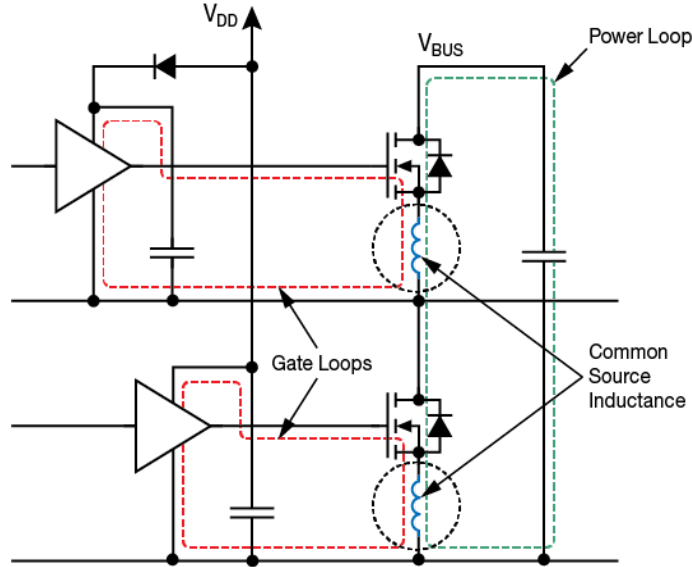 VDD
VBUS
Power Loop
Gate Loops
Common
Source
Inductance